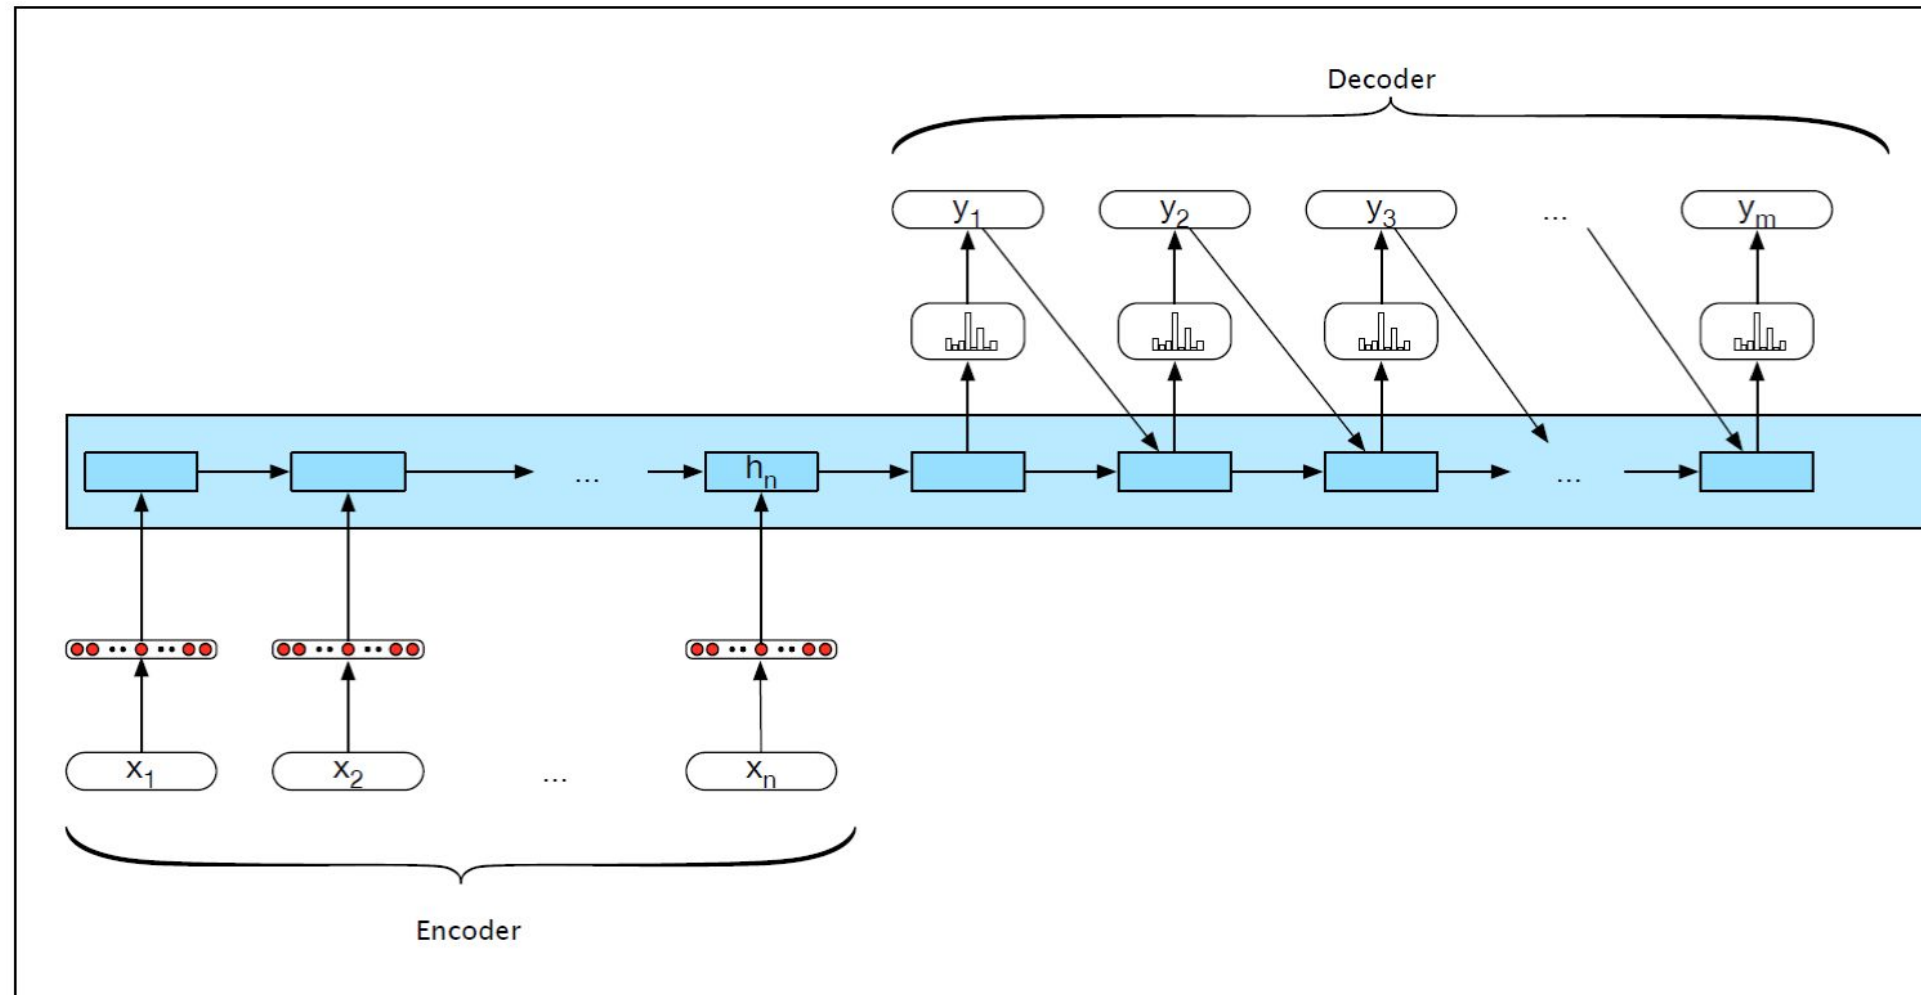 Decoder
y1 y2 y3 ... ym
hn
... ...
x1 x2 ... xn
Encoder